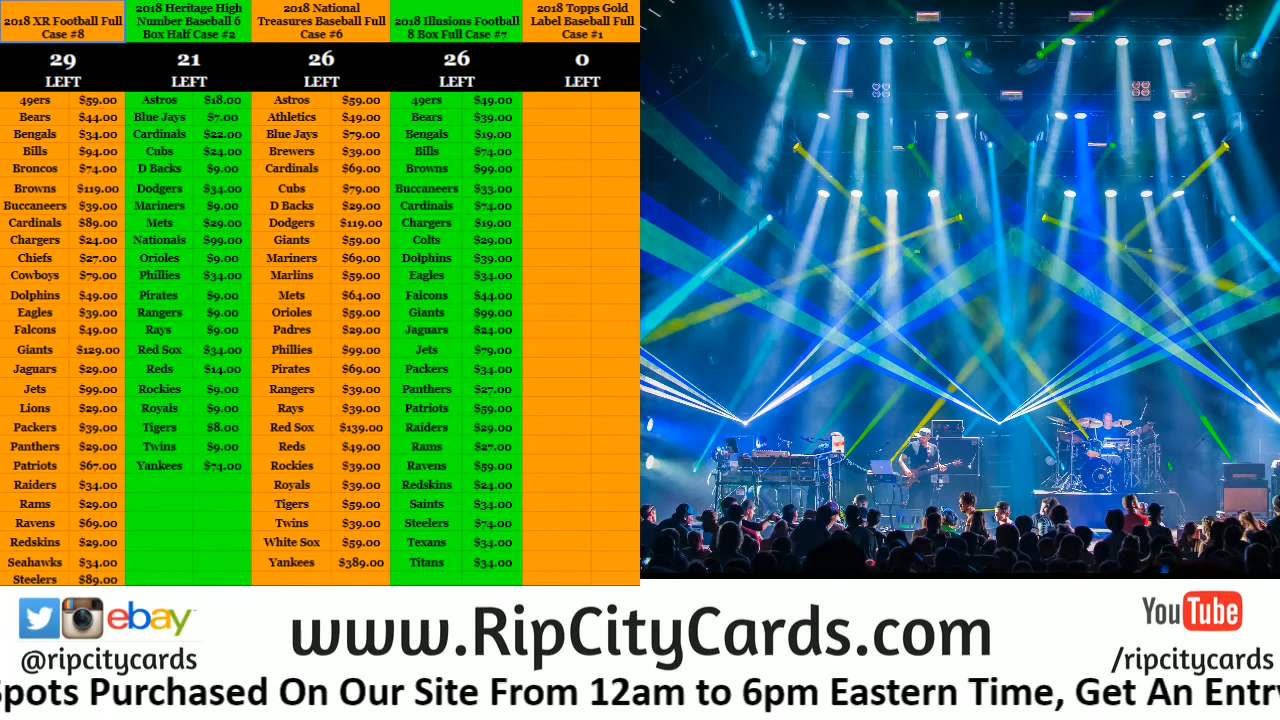 2018 XR Football Full Case #8
2018 Heritage High Number Baseball 6 Box Half Case #2
2018 National Treasures Baseball Full Case #6
2018 Illusions Football 8 Box Full Case #7
2018 Topps Gold Label Baseball Full Case #1
29 21 26 26 0
LEFT LEFT LEFT LEFT LEFT
49ers $59.00 Astros $18.00 Astros $59.00 49ers $49.00
Bears $44.00 Blue Jays $7.00 Athletics $49.00 Bears $39.00
Bengals $34.00 Cardinals $22.00 Blue Jays $79.00 Bengals $19.00
Bills $94.00 Cubs $24.00 Brewers $39.00 Bills $74.00
Broncos $74.00 D Backs $9.00 Cardinals $69.00 Browns $99.00
Browns $119.00 Dodgers $34.00 Cubs $79.00 Buccaneers $33.00
Buccaneers $39.00 Mariners $9.00 D Backs $29.00 Cardinals $74.00
Cardinals $89.00 Mets $29.00 Dodgers $119.00 Chargers $19.00
Chargers $24.00 Nationals $99.00 Giants $59.00 Colts $29.00
Chiefs $27.00 Orioles $9.00 Mariners $69.00 Dolphins $39.00
Cowboys $79.00 Phillies $34.00 Marlins $59.00 Eagles $34.00
Dolphins $49.00 Pirates $9.00 Mets $64.00 Falcons $44.00
Eagles $39.00 Rangers $9.00 Orioles $59.00 Giants $99.00
Falcons $49.00 Rays $9.00 Padres $29.00 Jaguars $24.00
Giants $129.00 Red Sox $34.00 Phillies $99.00 Jets $79.00
Jaguars $29.00 Reds $14.00 Pirates $69.00 Packers $34.00
Jets $99.00 Rockies $9.00 Rangers $39.00 Panthers $27.00
Lions $29.00 Royals $9.00 Rays $39.00 Patriots $59.00
Packers $39.00 Tigers $8.00 Red Sox $139.00 Raiders $29.00
Panthers $29.00 Twins $9.00 Reds $49.00 Rams $27.00
Patriots $67.00 Yankees $74.00 Rockies $39.00 Ravens $59.00
Raiders $34.00 Royals $39.00 Redskins $24.00
Rams $29.00 Tigers $59.00 Saints $34.00
Ravens $69.00 Twins $39.00 Steelers $74.00
Redskins $29.00 White Sox $59.00 Texans $34.00
Seahawks $34.00 Yankees $389.00 Titans $34.00
Steelers $89.00
ebay
@ripcitycards
www.RipCityCards.com
YouTube
/ripcitycards
Spots Purchased On Our Site From 12am to 6pm Eastern Time, Get An Entry